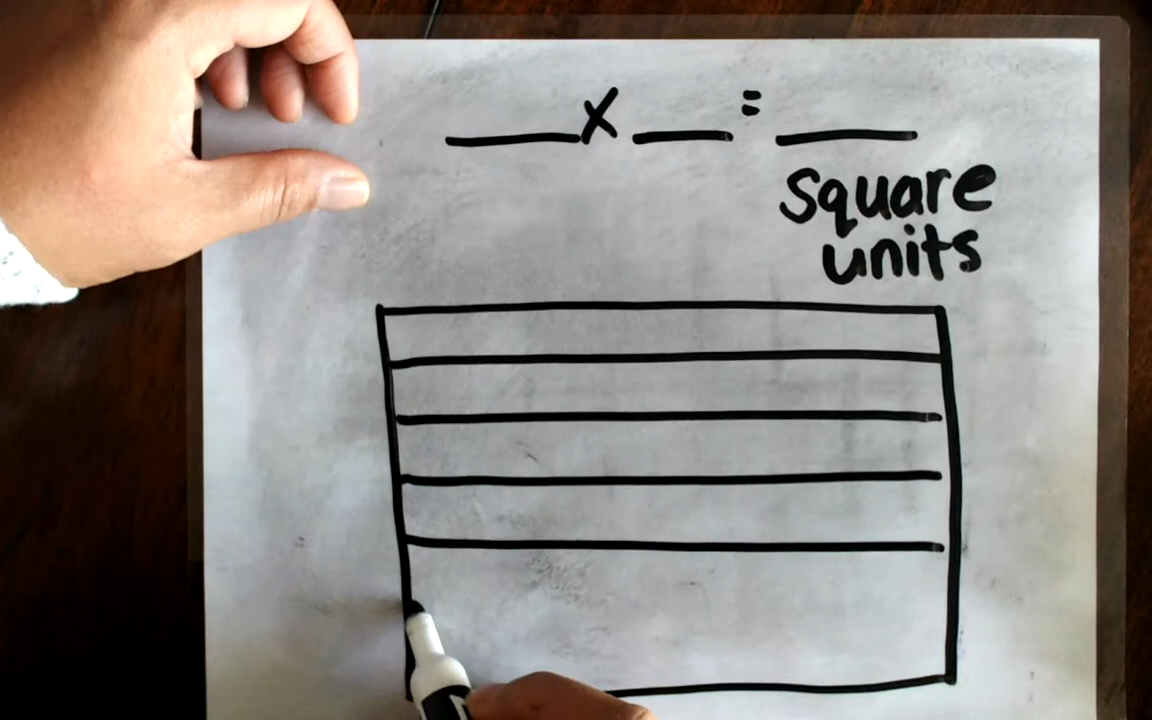 ___ x ___ = ___
square
units